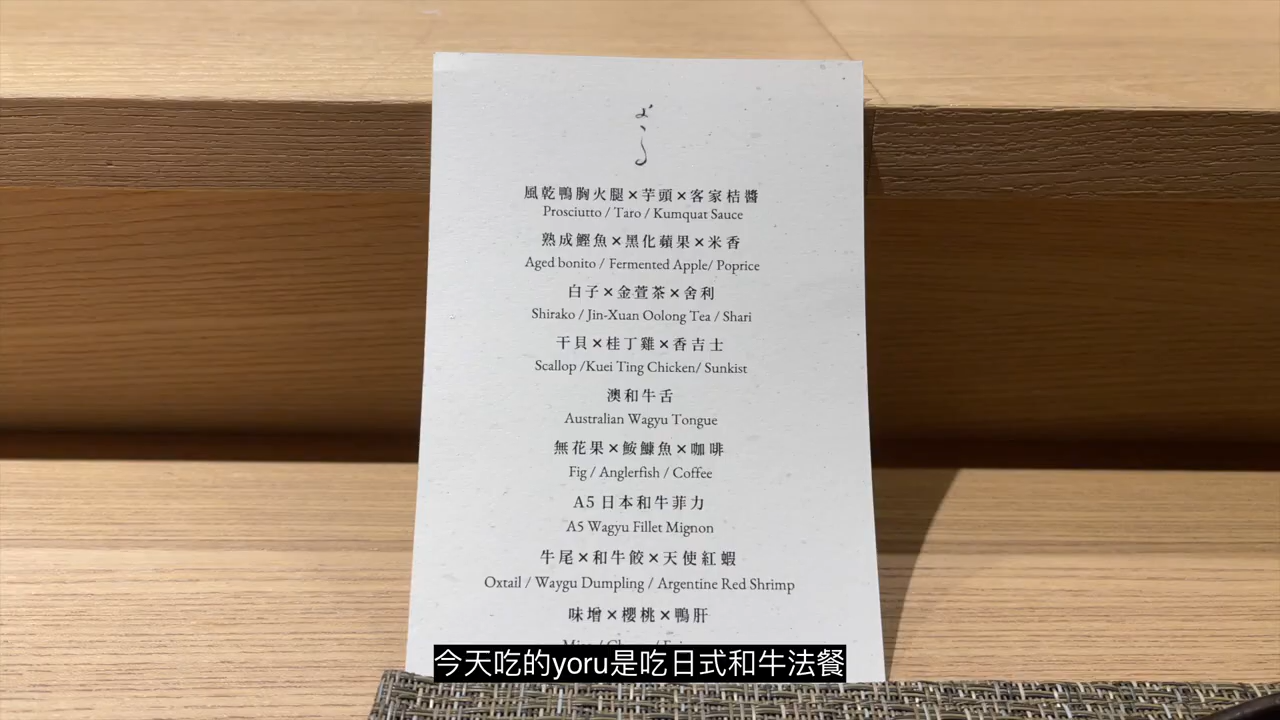 よる
風乾鴨胸火腿×芋頭×客家桔醬
Prosciutto / Taro / Kumquat Sauce
熟成鰹魚×黑化蘋果×米香
Aged bonito / Fermented Apple/ Poprice
白子×金萱茶×舍利
Shirako / Jin-Xuan Oolong Tea / Shari
干貝×桂丁雞×香吉士
Scallop /Kuei Ting Chicken/ Sunkist
澳和牛舌
Australian Wagyu Tongue
無花果×鮟鱇魚×咖啡
Fig / Anglerfish / Coffee
A5 日本和牛菲力
A5 Wagyu Fillet Mignon
牛尾×和牛餃×天使紅蝦
Oxtail / Waygu Dumpling / Argentine Red Shrimp
味增×櫻桃×鴨肝
今天吃的yoru是吃日式和牛法餐